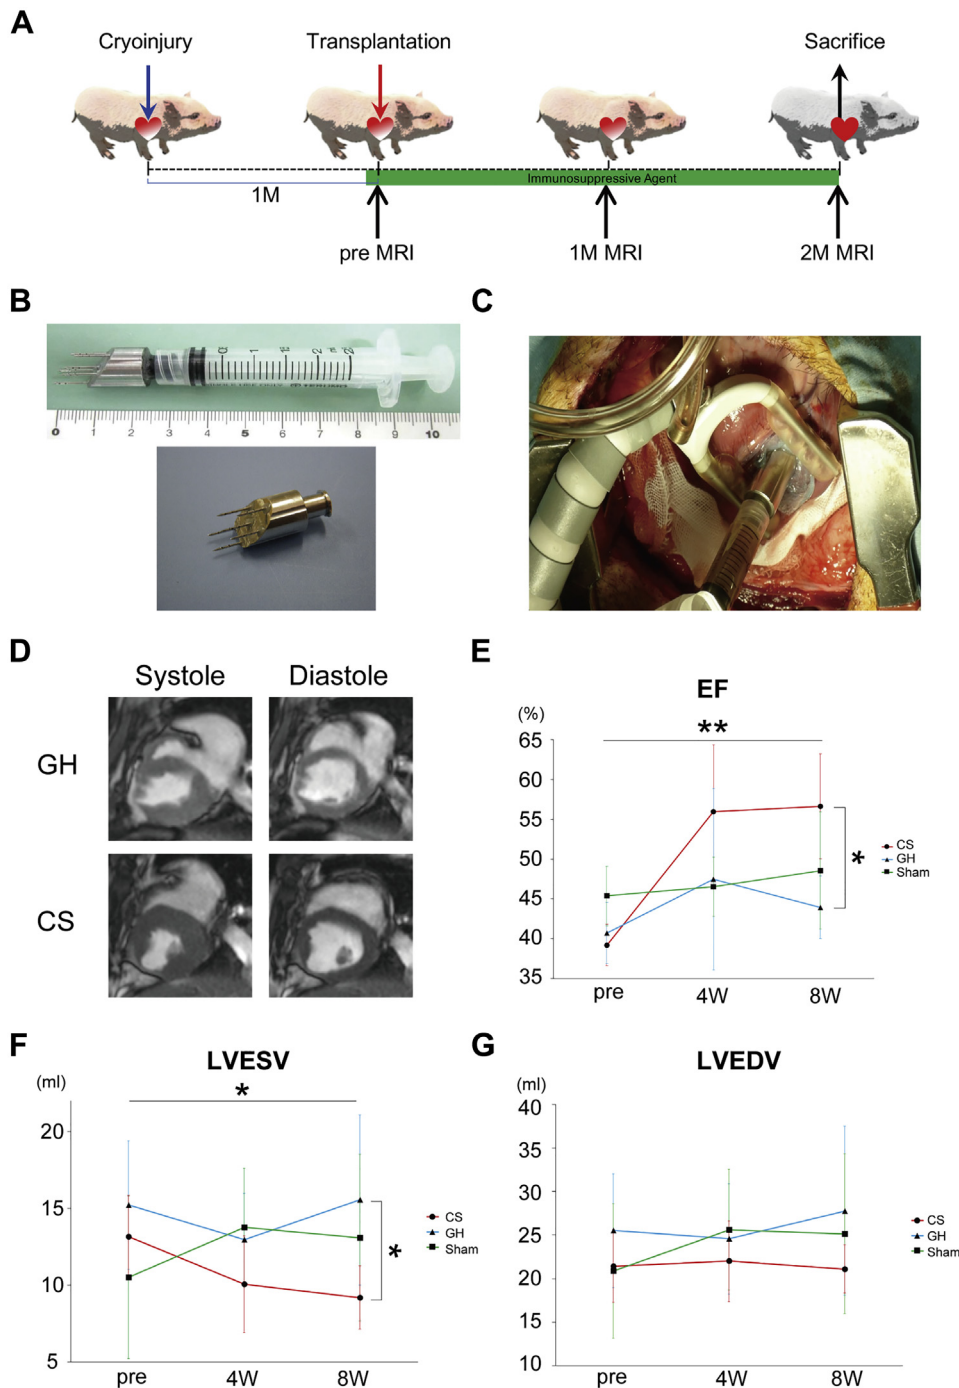 A
Cryoinjury
Transplantation
Sacrifice
Immunosuppressive Agent
1M
pre MRI
1M MRI
2M MRI
B
C
1
2
0
1
2
3
4
5
6
7
8
9
10
D
Systole
Diastole
GH
CS
E
EF
(%)
**
65
60
55
50
45
40
35
*
CS
GH
Sham
pre
4W
8W
F
LVESV
(ml)
*
20
15
10
5
*
CS
GH
Sham
pre
4W
8W
G
LVEDV
(ml)
40
35
30
25
20
15
10
CS
GH
Sham
pre
4W
8W